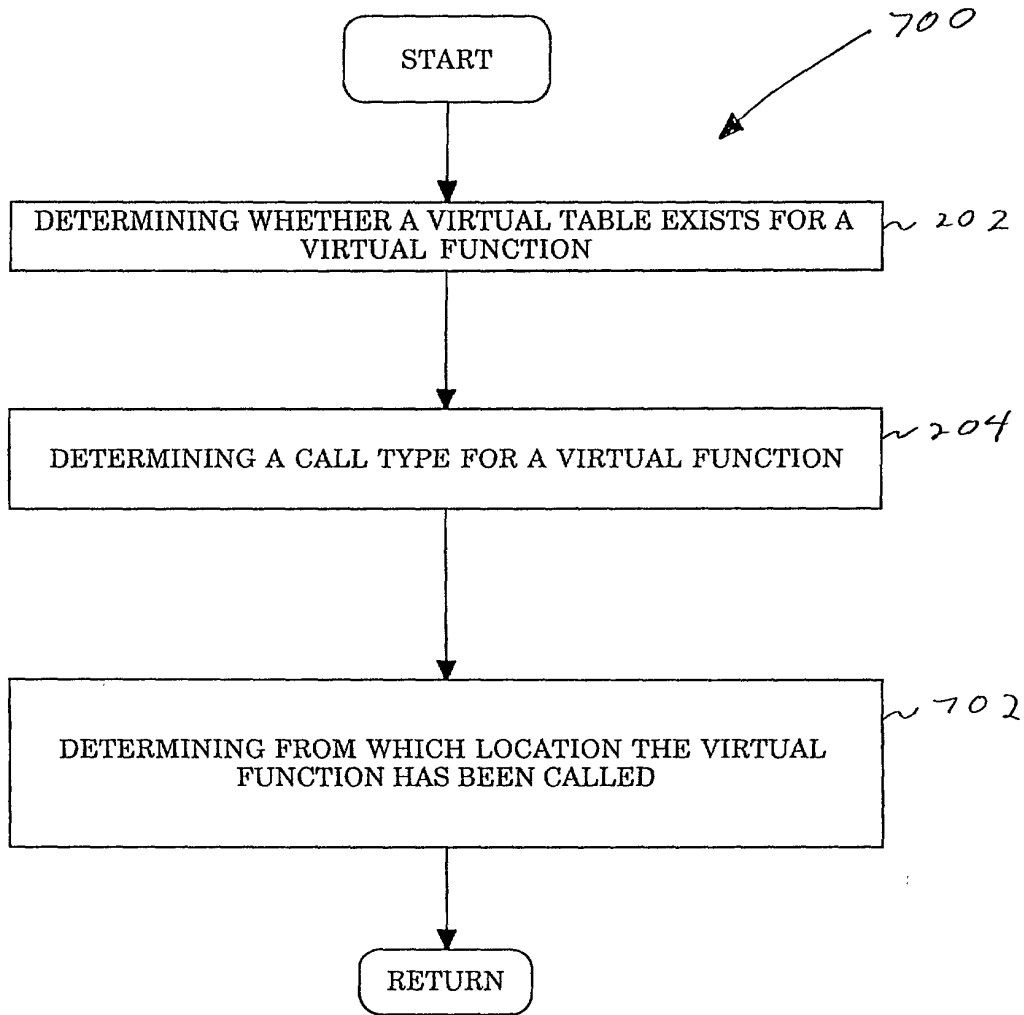 700
START
DETERMINING WHETHER A VIRTUAL TABLE EXISTS FOR A
VIRTUAL FUNCTION
202
DETERMINING A CALL TYPE FOR A VIRTUAL FUNCTION
204
DETERMINING FROM WHICH LOCATION THE VIRTUAL
FUNCTION HAS BEEN CALLED
702
RETURN